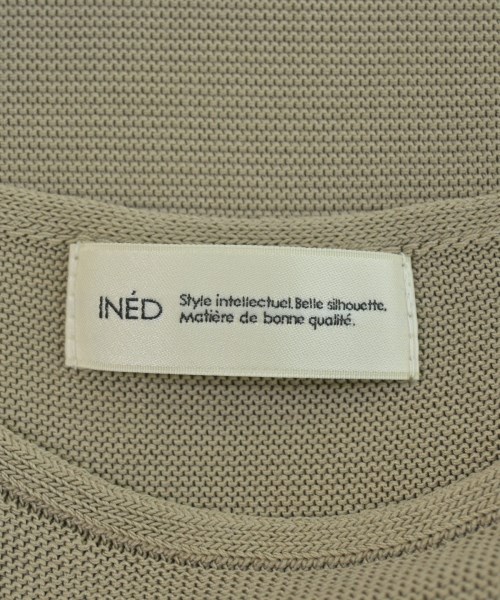 INÉD
Style intellectuel. Belle silhouette.
Matière de bonne qualité.